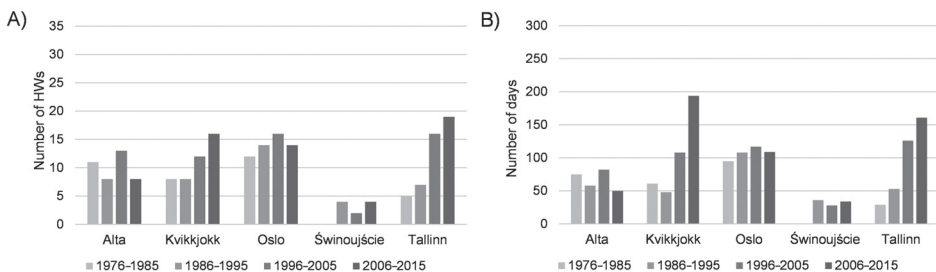 A)
Number of HWs
35
30
25
20
15
10
5
0
Alta Kvikkjokk Oslo Świnoujście Tallinn
1976–1985 1986–1995 1996–2005 2006–2015
B)
Number of days
300
250
200
150
100
50
0
Alta Kvikkjokk Oslo Świnoujście Tallinn
1976–1985 1986–1995 1996–2005 2006–2015